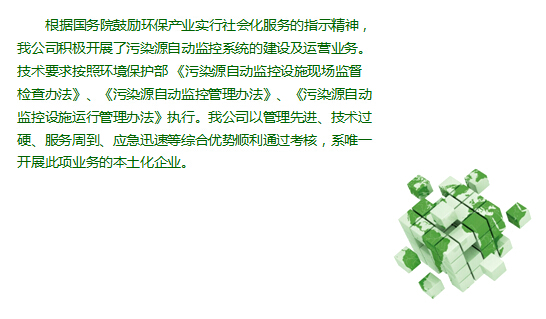 根据国务院鼓励环保产业实行社会化服务的指示精神，
我公司积极开展了污染源自动监控系统的建设及运营业务。
技术要求按照环境保护部 《污染源自动监控设施现场监督
检查办法》、《污染源自动监控管理办法》、《污染源自动
监控设施运行管理办法》执行。我公司以管理先进、技术过
硬、服务周到、应急迅速等综合优势顺利通过考核，系唯一
开展此项业务的本土化企业。